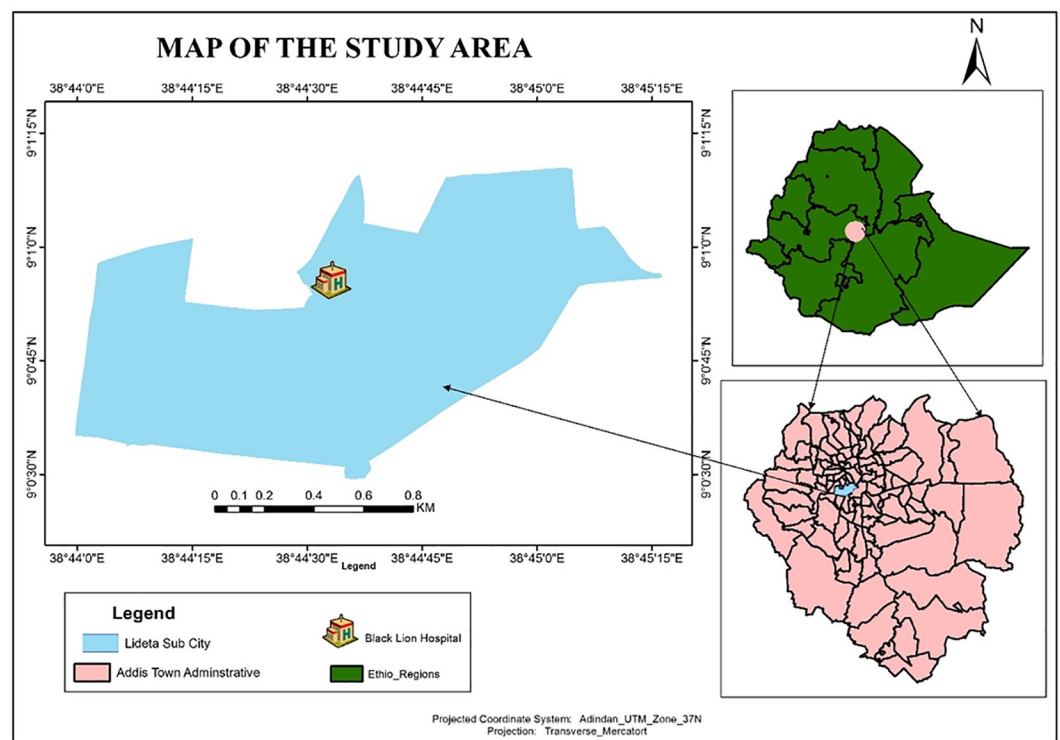 MAP OF THE STUDY AREA
N
38°44'0"E 38°44'15"E 38°44'30"E 38°44'45"E 38°45'0"E 38°45'15"E
9°1'15"N 9°1'15"N
9°1'0"N 9°1'0"N
H
9°0'45"N 9°0'45"N
9°0'30"N 9°0'30"N
0 0.1 0.2 0.4 0.6 0.8
KM
38°44'0"E 38°44'15"E 38°44'30"E 38°44'45"E 38°45'0"E 38°45'15"E
Legend
Legend
Lideta Sub City
H
Black Lion Hospital
Addis Town Adminstrative
Ethio_Regions
Projected Coordinate System: Adindan_UTM_Zone_37N
Projection: Transverse_Mercatort